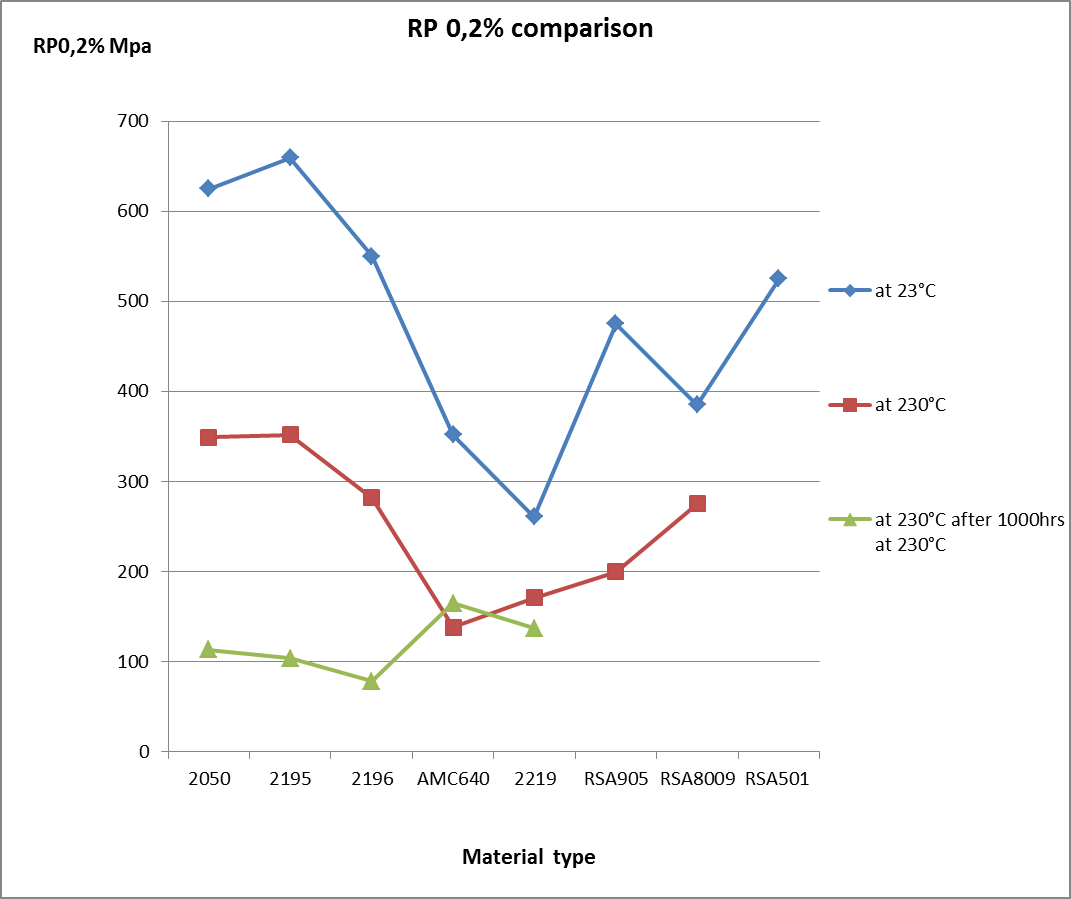 RP 0,2% comparison
RP0,2% Mpa
700
600
500
400
300
200
100
0
2050 2195 2196 AMC640 2219 RSA905 RSA8009 RSA501
Material type
at 23°C
at 230°C
at 230°C after 1000hrs
at 230°C